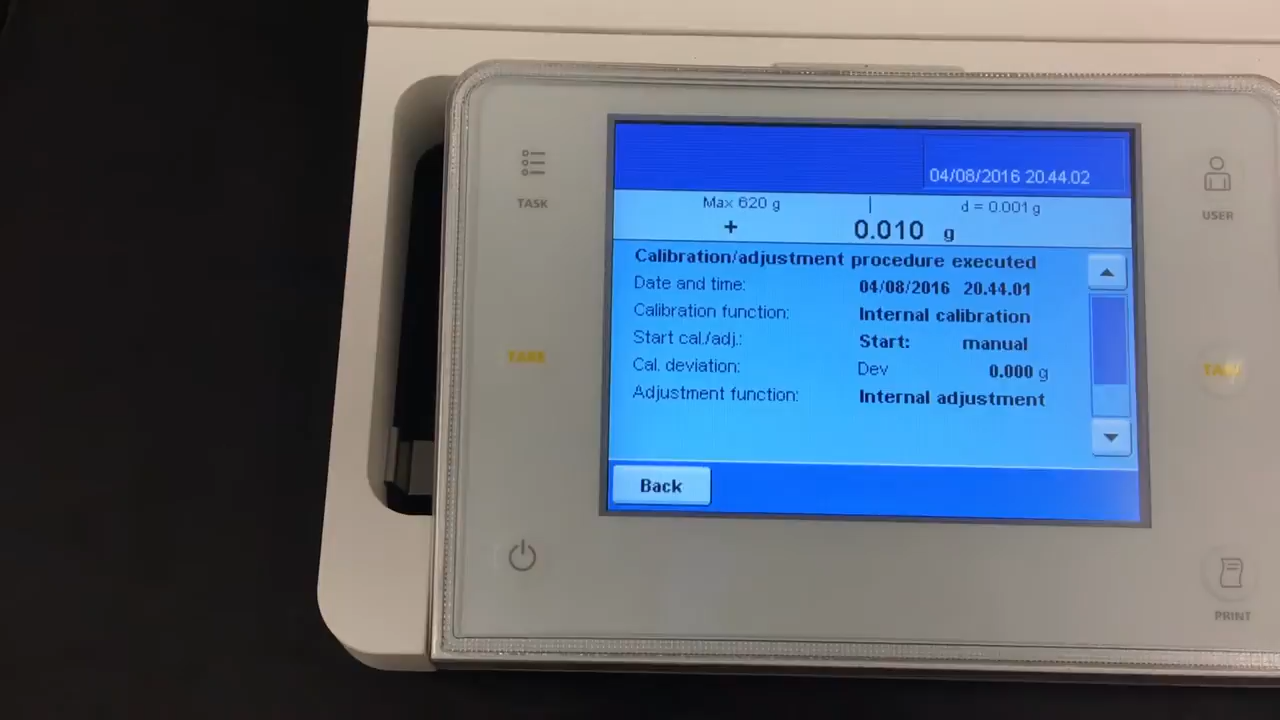 TASK
04/08/2016 20.44.02
USER
Max 620 g
d = 0.001 g
+ 0.010 g
Calibration/adjustment procedure executed
Date and time: 04/08/2016 20.44.01
Calibration function: Internal calibration
Start cal./adj.: Start: manual
Cal. deviation: Dev 0.000 g
Adjustment function: Internal adjustment
TARE
Back
PRINT